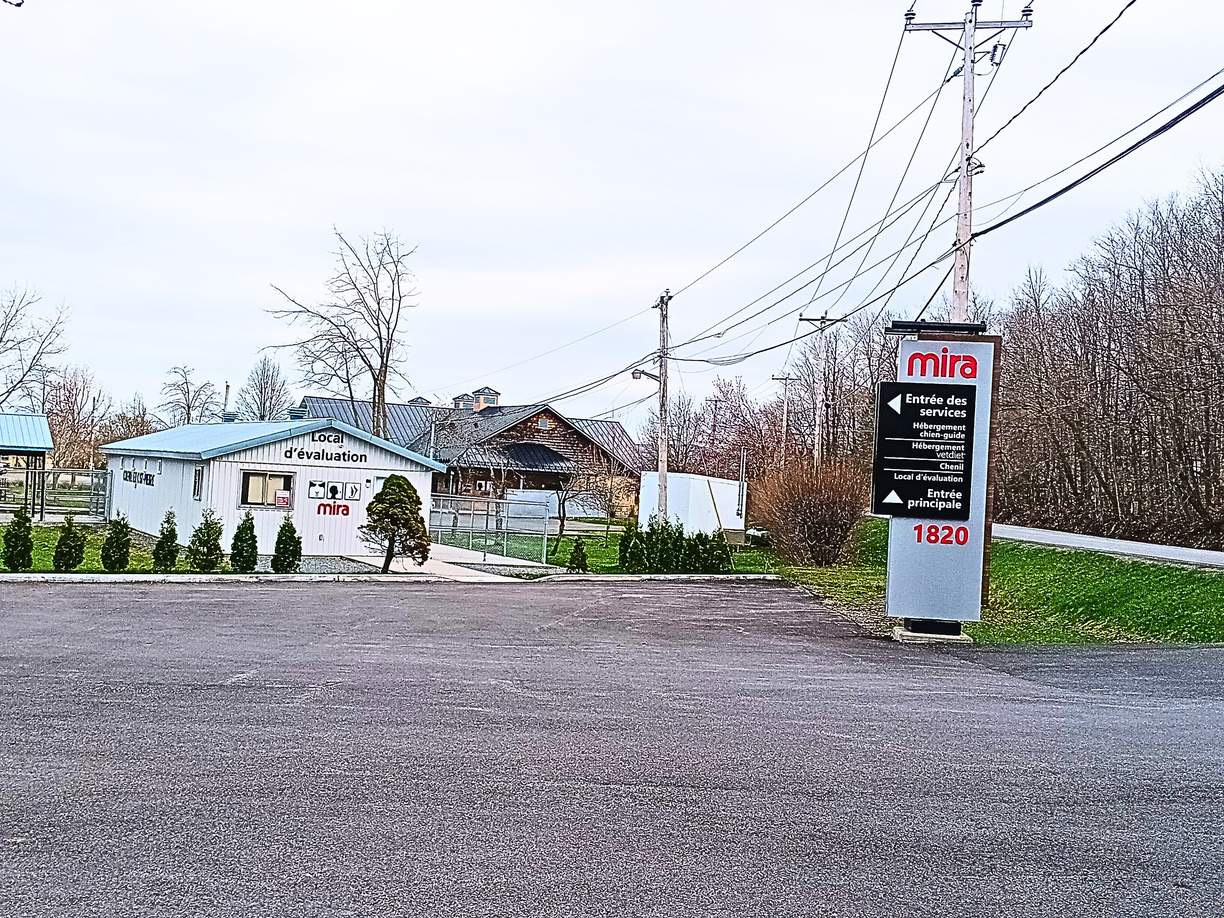 Local
d'évaluation
mira
mira
Entrée des
services
Hébergement
chien-guide
Hébergement
vetdiet
Chenil
Local d'évaluation
Entrée
principale
1820